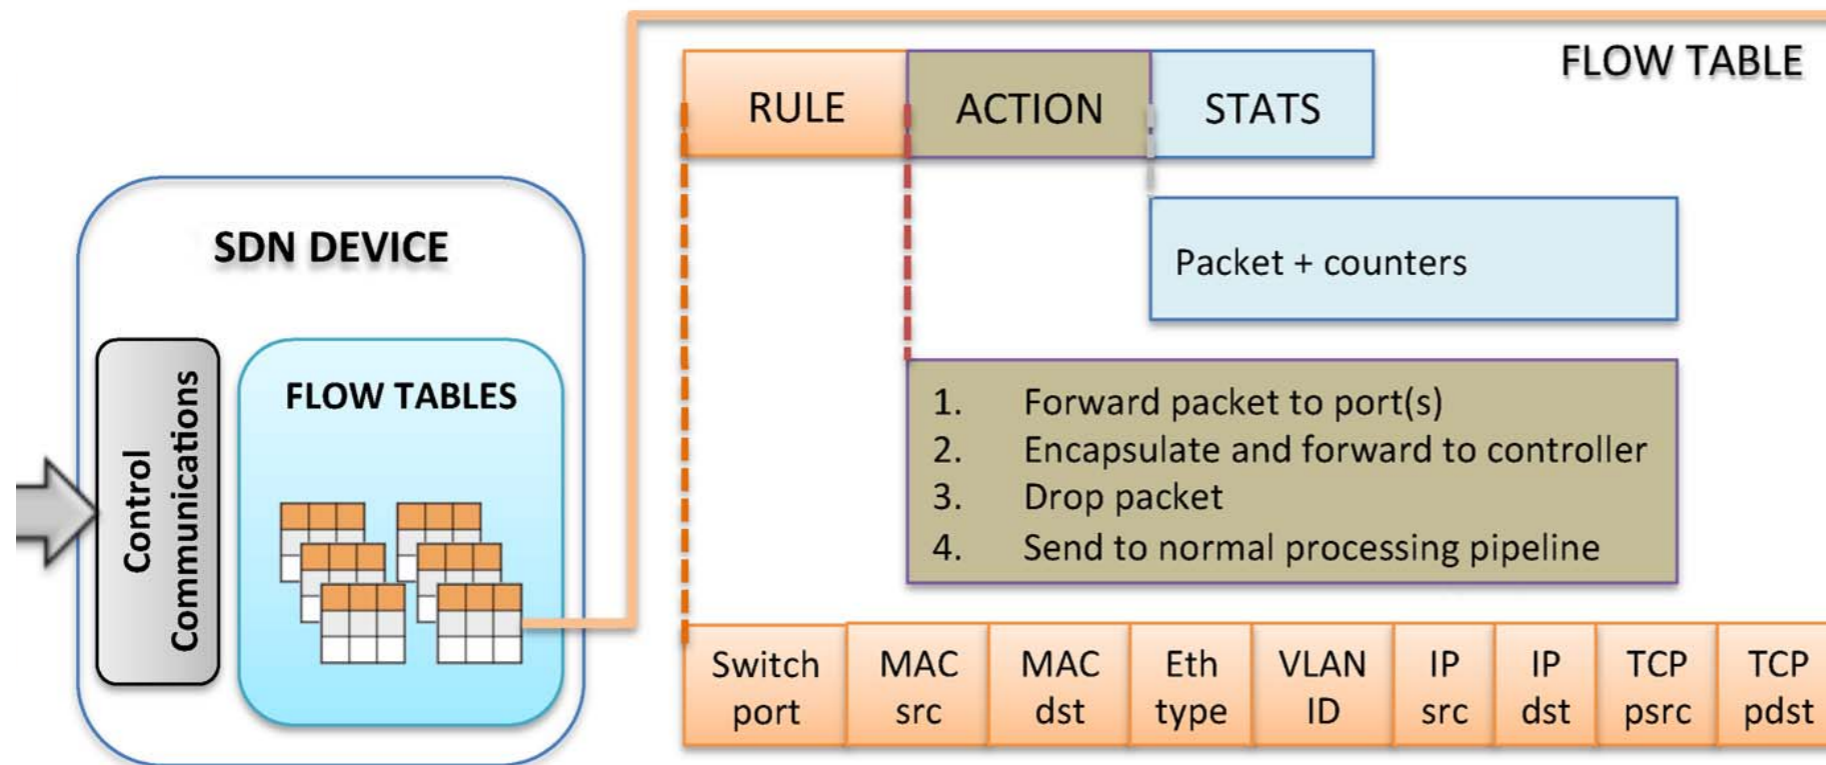 FLOW TABLE
RULE
ACTION
STATS
SDN DEVICE
Packet + counters
Control
Communications
FLOW TABLES
1. Forward packet to port(s)
2. Encapsulate and forward to controller
3. Drop packet
4. Send to normal processing pipeline
Switch
port
MAC
src
MAC
dst
Eth
type
VLAN
ID
IP
src
IP
dst
TCP
psrc
TCP
pdst